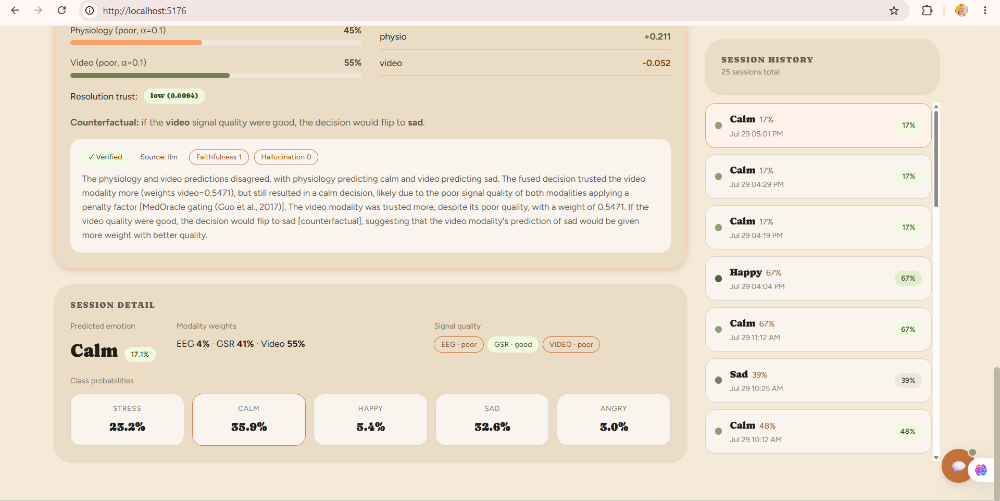 http://localhost:5176
Physiology (poor, α=0.1) 45%
Video (poor, α=0.1) 55%
Resolution trust: low (0.0094)
physio +0.211
video -0.052
Counterfactual: if the video signal quality were good, the decision would flip to sad.
✓ Verified Source: llm Faithfulness 1 Hallucination 0
The physiology and video predictions disagreed, with physiology predicting calm and video predicting sad. The fused decision trusted the video
modality more (weights video=0.5471), but still resulted in a calm decision, likely due to the poor signal quality of both modalities applying a
penalty factor [MedOracle gating (Guo et al., 2017)]. The video modality was trusted more, despite its poor quality, with a weight of 0.5471. If the
video quality were good, the decision would flip to sad [counterfactual], suggesting that the video modality's prediction of sad would be given
more weight with better quality.
SESSION DETAIL
Predicted emotion
Calm 17.1%
Modality weights
EEG 4% · GSR 41% · Video 55%
Signal quality
EEG · poor GSR · good VIDEO · poor
Class probabilities
STRESS
23.2%
CALM
35.9%
HAPPY
5.4%
SAD
32.6%
ANGRY
3.0%
SESSION HISTORY
25 sessions total
Calm 17% 17%
Jul 29 05:01 PM
Calm 17% 17%
Jul 29 04:29 PM
Calm 17% 17%
Jul 29 04:19 PM
Happy 67% 67%
Jul 29 04:04 PM
Calm 67% 67%
Jul 29 11:12 AM
Sad 39% 39%
Jul 29 10:25 AM
Calm 48% 48%
Jul 29 10:12 AM